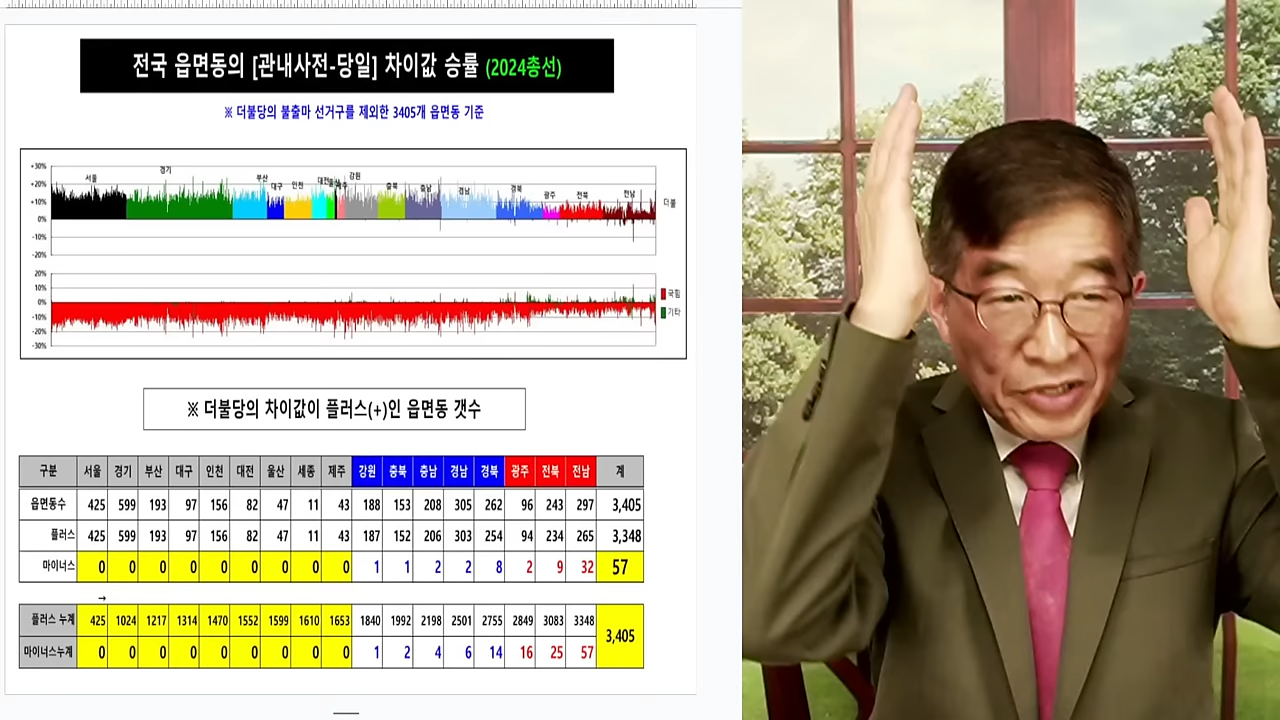 전국 읍면동의 [관내사전-당일] 차이값 승률 (2024총선)
※ 더불당의 불출마 선거구를 제외한 3405개 읍면동 기준
+30%
+20%
+10%
0%
-10%
-20%
서울
경기
부산
대구
인천
대전
강원
충북
충남
경남
경북
광주
전북
전남
더불
20%
10%
0%
-10%
-20%
-30%
국힘
기타
※ 더불당의 차이값이 플러스(+)인 읍면동 갯수
구분 서울 경기 부산 대구 인천 대전 울산 세종 제주 강원 충북 충남 경남 경북 광주 전북 전남 계
읍면동수 425 599 193 97 156 82 47 11 43 188 153 208 305 262 96 243 297 3,405
플러스 425 599 193 97 156 82 47 11 43 187 152 206 303 254 94 234 265 3,348
마이너스 0 0 0 0 0 0 0 0 0 1 1 2 2 8 2 9 32 57
→
플러스 누계 425 1024 1217 1314 1470 1552 1599 1610 1653 1840 1992 2198 2501 2755 2849 3083 3348 3,405
마이너스누계 0 0 0 0 0 0 0 0 0 1 2 4 6 14 16 25 57